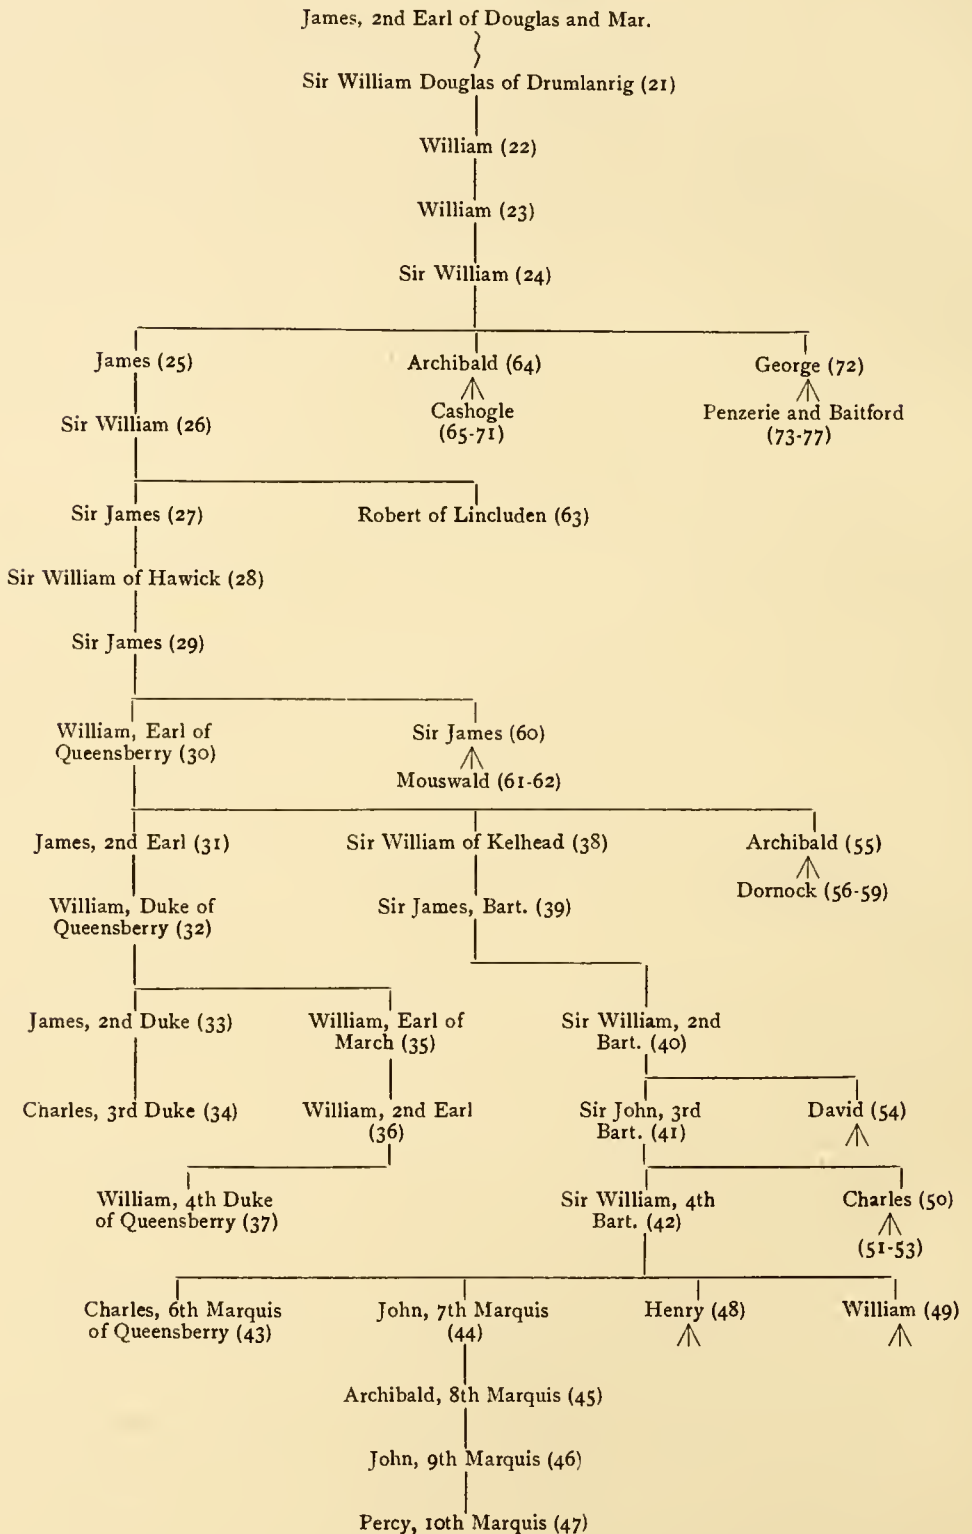 James, 2nd Earl of Douglas and Mar.
Sir William Douglas of Drumlanrig (21)
William (22)
William (23)
Sir William (24)
James (25)
Archibald (64)
George (72)
Cashogle
(65-71)
Penzerie and Baitford
(73-77)
Sir William (26)
Sir James (27)
Robert of Lincluden (63)
Sir William of Hawick (28)
Sir James (29)
William, Earl of
Queensberry (30)
Sir James (60)
Mouswald (61-62)
James, 2nd Earl (31)
Sir William of Kelhead (38)
Archibald (55)
Dornock (56-59)
William, Duke of
Queensberry (32)
Sir James, Bart. (39)
James, 2nd Duke (33)
William, Earl of
March (35)
Sir William, 2nd
Bart. (40)
Charles, 3rd Duke (34)
William, 2nd Earl
(36)
Sir John, 3rd
Bart. (41)
David (54)
William, 4th Duke
of Queensberry (37)
Sir William, 4th
Bart. (42)
Charles (50)
(51-53)
Charles, 6th Marquis
of Queensberry (43)
John, 7th Marquis
(44)
Henry (48)
William (49)
Archibald, 8th Marquis (45)
John, 9th Marquis (46)
Percy, 10th Marquis (47)